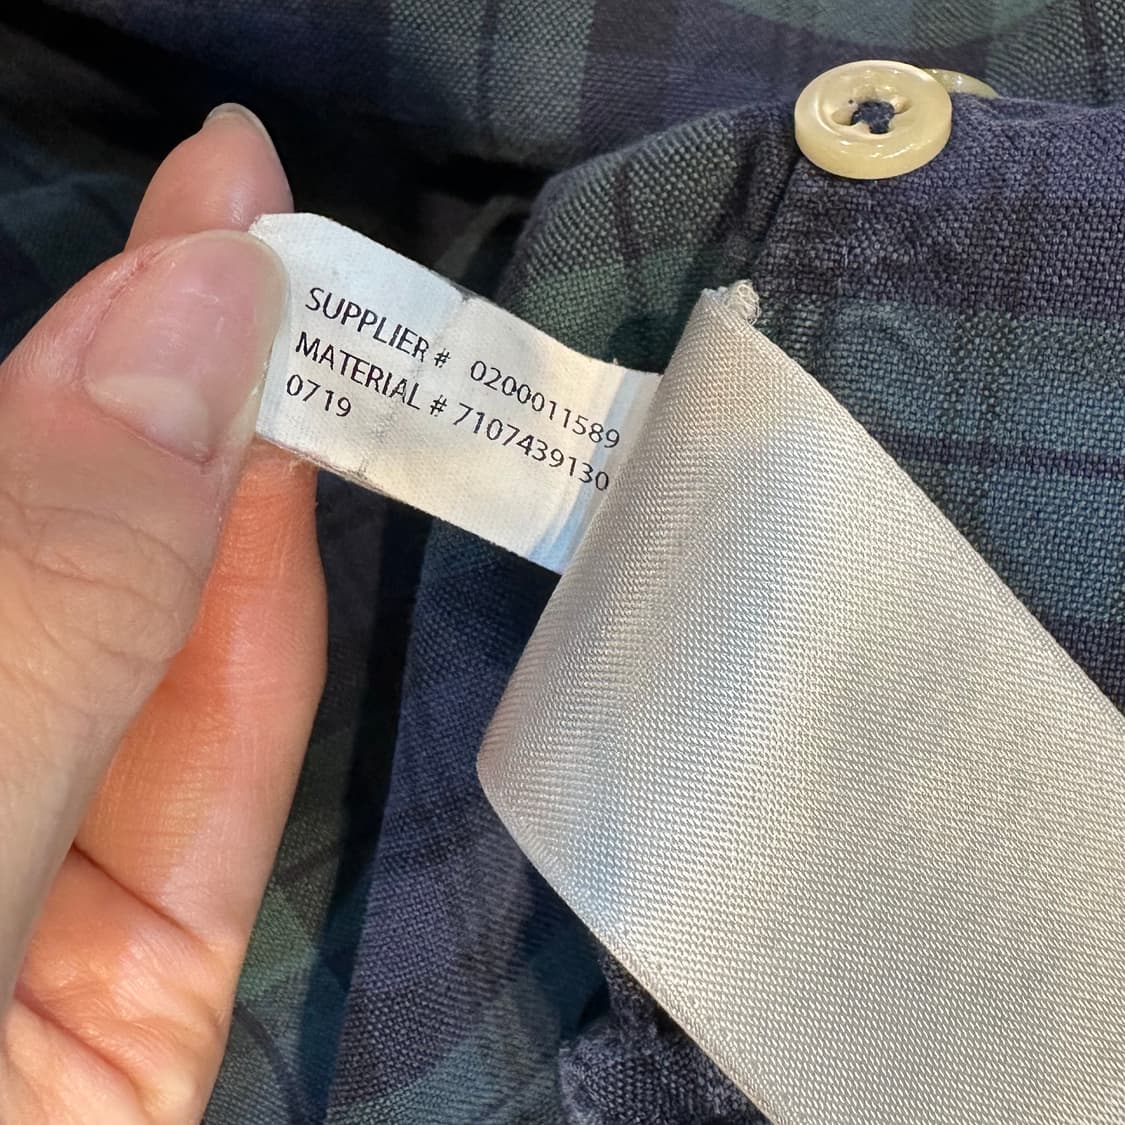 SUPPLIER # 0200011589
MATERIAL # 7107439130
0719